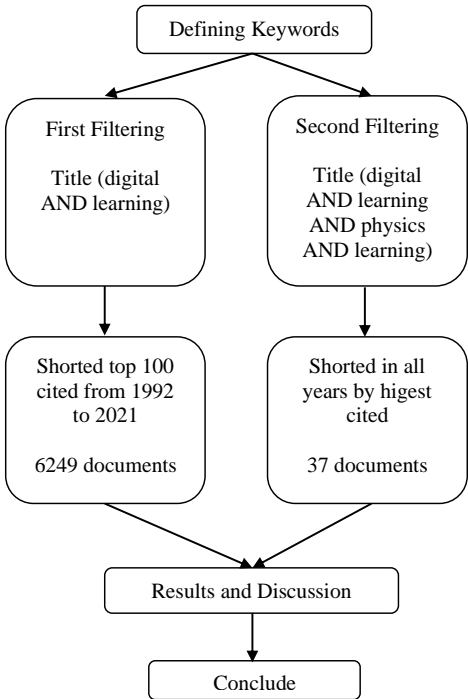 Defining Keywords
First Filtering
Title (digital
AND learning)
Second Filtering
Title (digital
AND learning
AND physics
AND learning)
Shorted top 100
cited from 1992
to 2021
6249 documents
Shorted in all
years by higest
cited
37 documents
Results and Discussion
Conclude